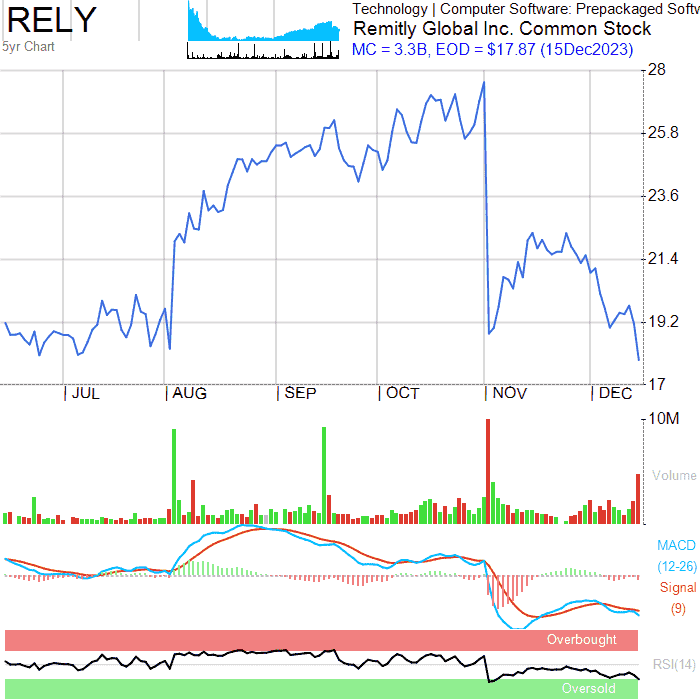 RELY
5yr Chart
Technology | Computer Software: Prepackaged Softw
Remitly Global Inc. Common Stock
MC = 3.3B, EOD = $17.87 (15Dec2023)
28
25.8
23.6
21.4
19.2
17
JUL
AUG
SEP
OCT
NOV
DEC
10M
Volume
MACD
(12-26)
Signal
(9)
Overbought
RSI(14)
Oversold